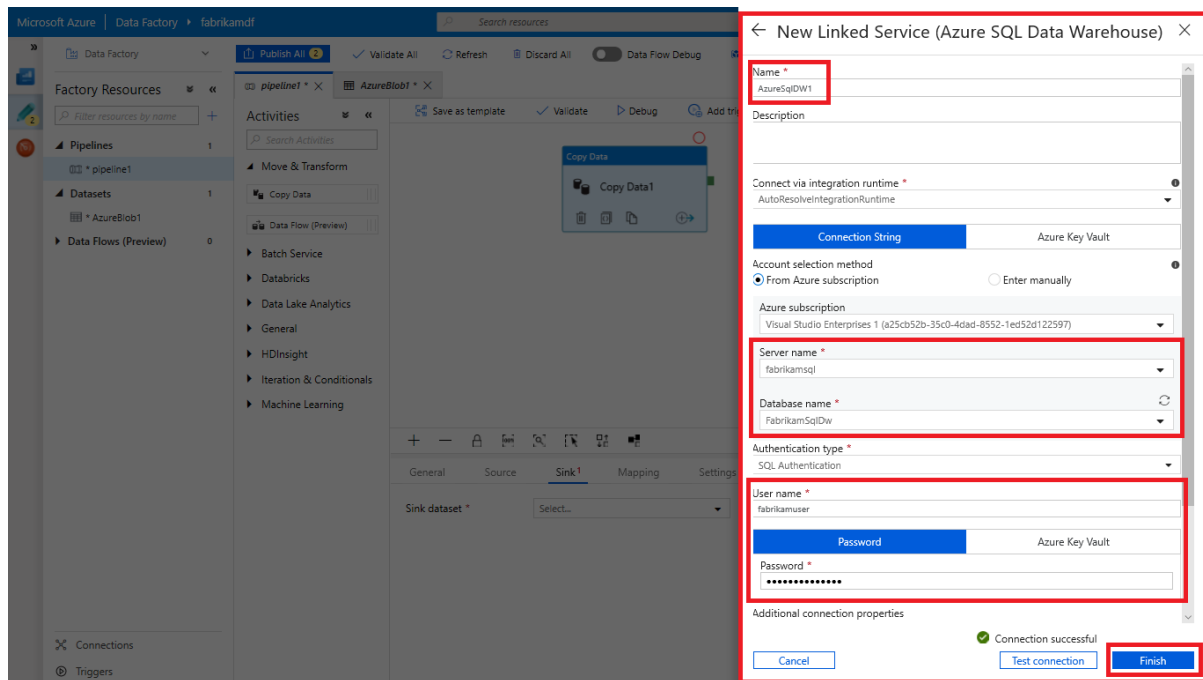 Microsoft Azure | Data Factory ▸ fabrikamdf
Search resources
»
Data Factory
Publish All 2
Validate All
Refresh
Discard All
Data Flow Debug
Factory Resources
Filter resources by name
Pipelines 1
* pipeline1
Datasets 1
* AzureBlob1
Data Flows (Preview) 0
Connections
Triggers
2
pipeline1 *
AzureBlob1 *
Activities
Search Activities
Move & Transform
Copy Data
Data Flow (Preview)
Batch Service
Databricks
Data Lake Analytics
General
HDInsight
Iteration & Conditionals
Machine Learning
Save as template
Validate
Debug
Add tri
Copy Data
Copy Data1
General
Source
Sink 1
Mapping
Settings
Sink dataset *
Select...
New Linked Service (Azure SQL Data Warehouse)
Name *
AzureSqlDW1
Description
Connect via integration runtime *
AutoResolveIntegrationRuntime
Connection String
Azure Key Vault
Account selection method
From Azure subscription
Enter manually
Azure subscription
Visual Studio Enterprises 1 (a25cb52b-35c0-4dad-8552-1ed52d122597)
Server name *
fabrikamsql
Database name *
FabrikamSqlDw
Authentication type *
SQL Authentication
User name *
fabrikamuser
Password
Azure Key Vault
Password *
••••••••••••••
Additional connection properties
Connection successful
Cancel
Test connection
Finish